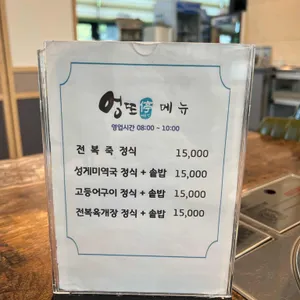 엉또停 메뉴
영업시간 08:00 ~ 10:00
전 복 죽 정식 15,000
성게미역국 정식 + 솥밥 15,000
고등어구이 정식 + 솥밥 15,000
전복육개장 정식 + 솥밥 15,000